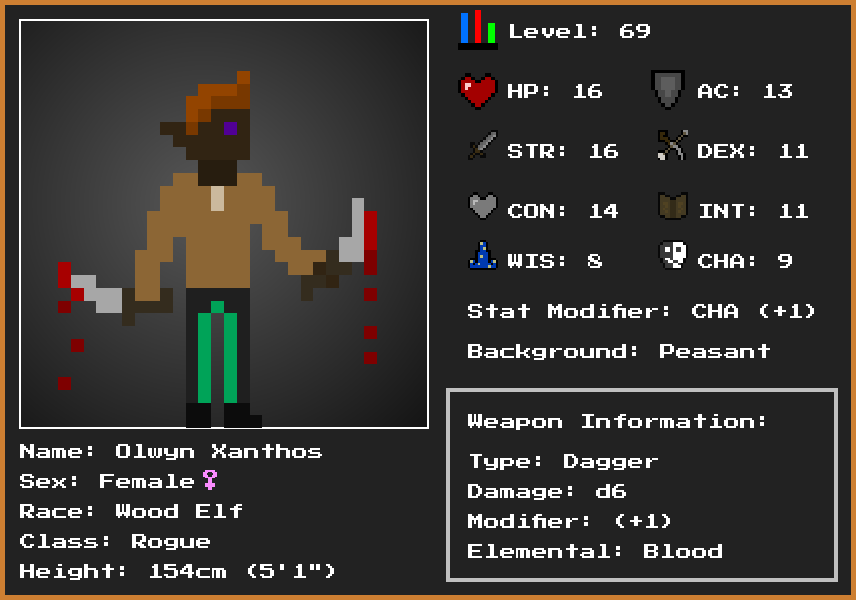 Level: 69
HP: 16
AC: 13
STR: 16
DEX: 11
CON: 14
INT: 11
WIS: 8
CHA: 9
Stat Modifier: CHA (+1)
Background: Peasant
Name: Olwyn Xanthos
Sex: Female♀
Race: Wood Elf
Class: Rogue
Height: 154cm (5'1")
Weapon Information:
Type: Dagger
Damage: d6
Modifier: (+1)
Elemental: Blood